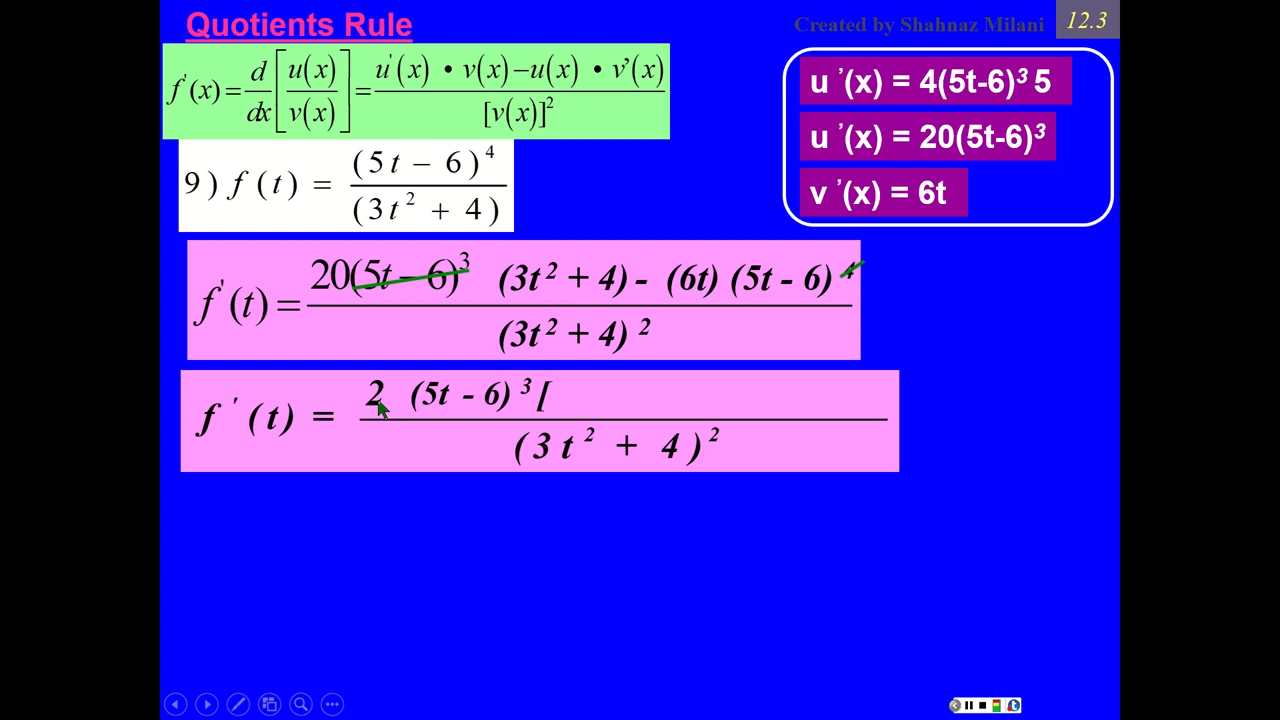 Quotients Rule
Created by Shahnaz Milani
12.3
f'(x) = d/dx [u(x)/v(x)] = u'(x) • v(x) – u(x) • v'(x) / [v(x)]²
u ’(x) = 4(5t-6)³ 5
u ’(x) = 20(5t-6)³
v ’(x) = 6t
9) f(t) = (5t − 6)⁴ / (3t² + 4)
f'(t) = 20(5t − 6)³ (3t² + 4) - (6t) (5t - 6)⁴ / (3t² + 4)²
f '(t) = 2 (5t - 6)³ [ / (3t² + 4)²